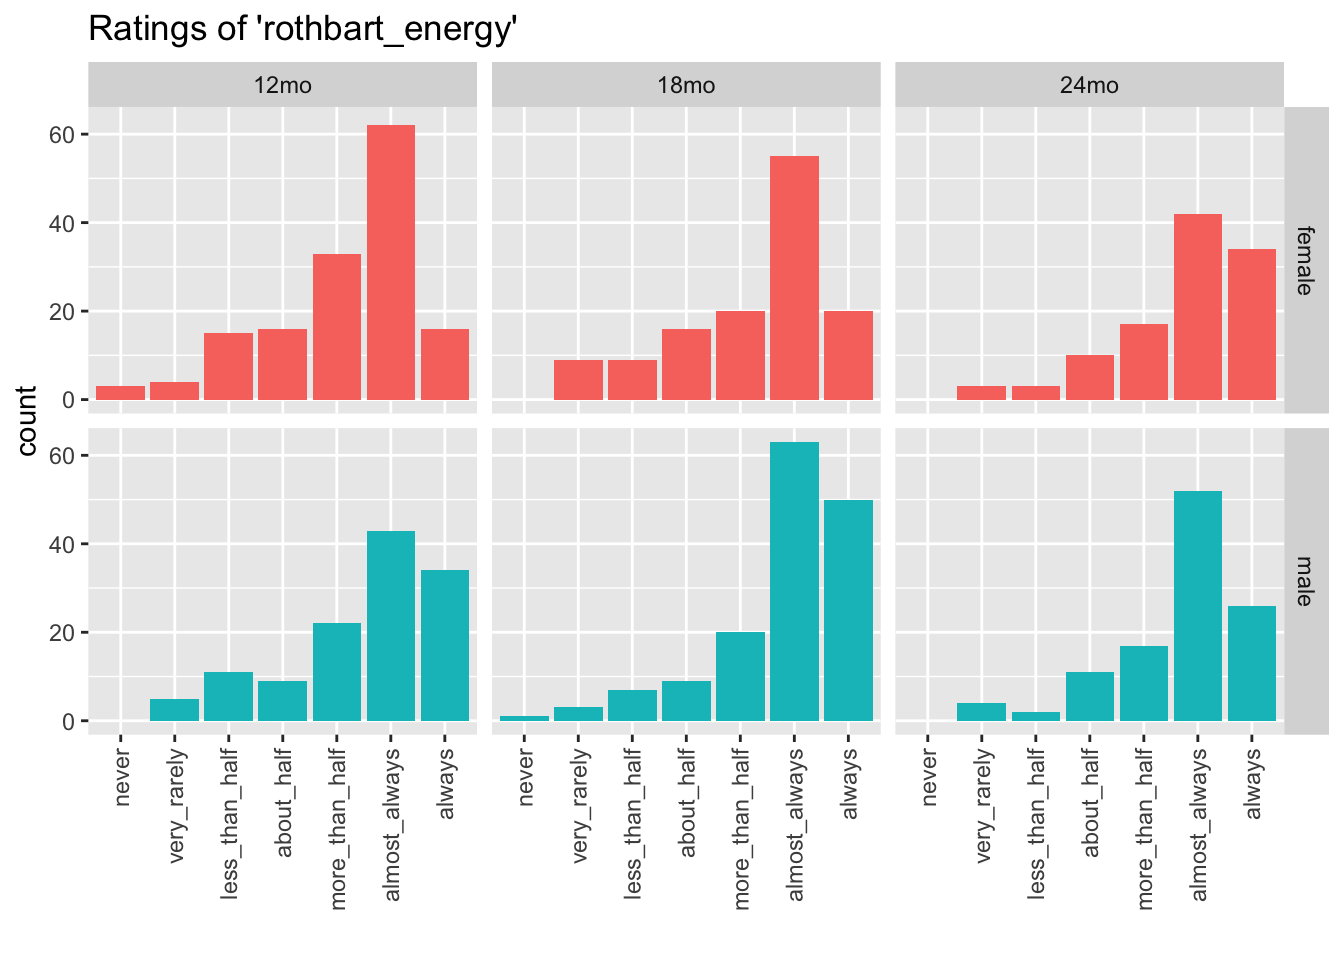 Ratings of 'rothbart_energy'
12mo 18mo 24mo
60
40
20
0
female
count
60
40
20
0
male
never very_rarely less_than_half about_half more_than_half almost_always always
never very_rarely less_than_half about_half more_than_half almost_always always
never very_rarely less_than_half about_half more_than_half almost_always always